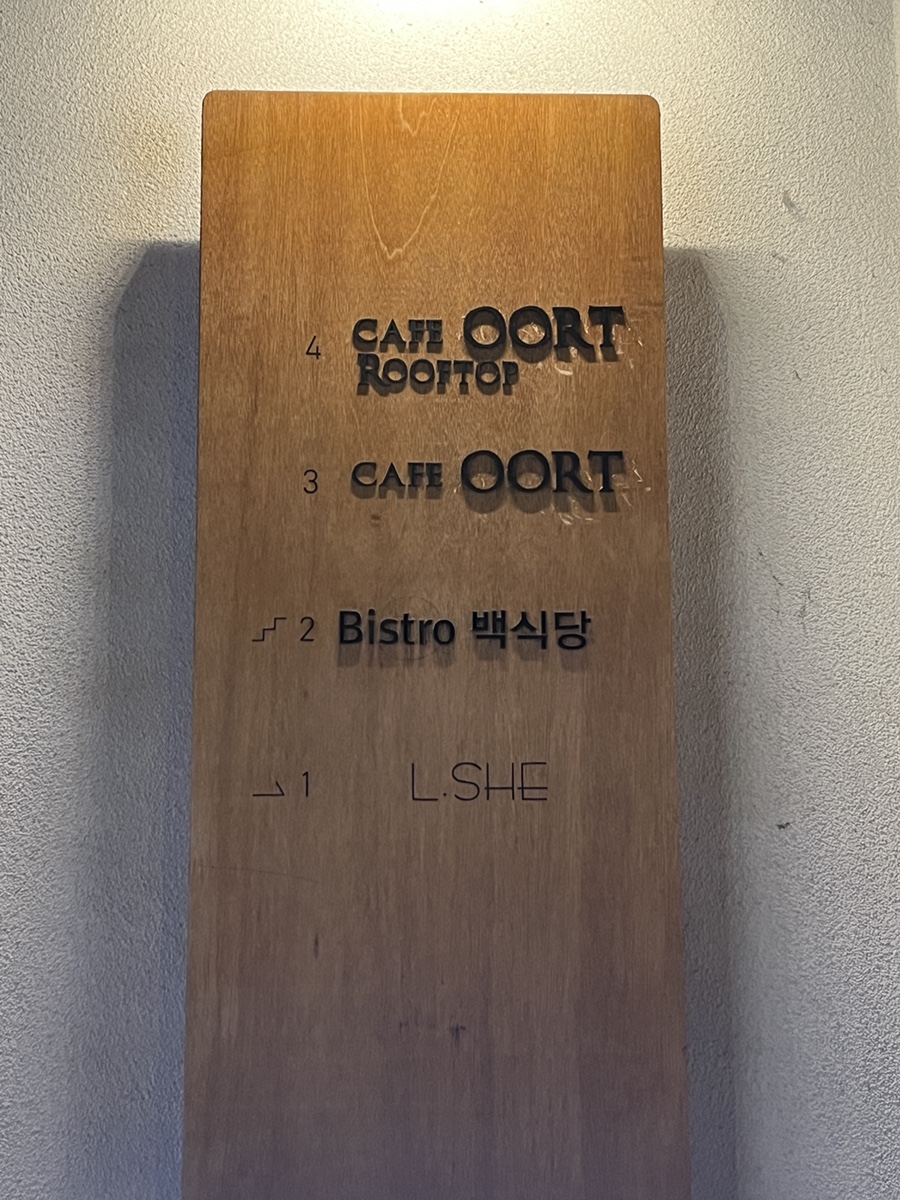 4 CAFE OORT
ROOFTOP
3 CAFE OORT
2 Bistro 백식당
1 L.SHE